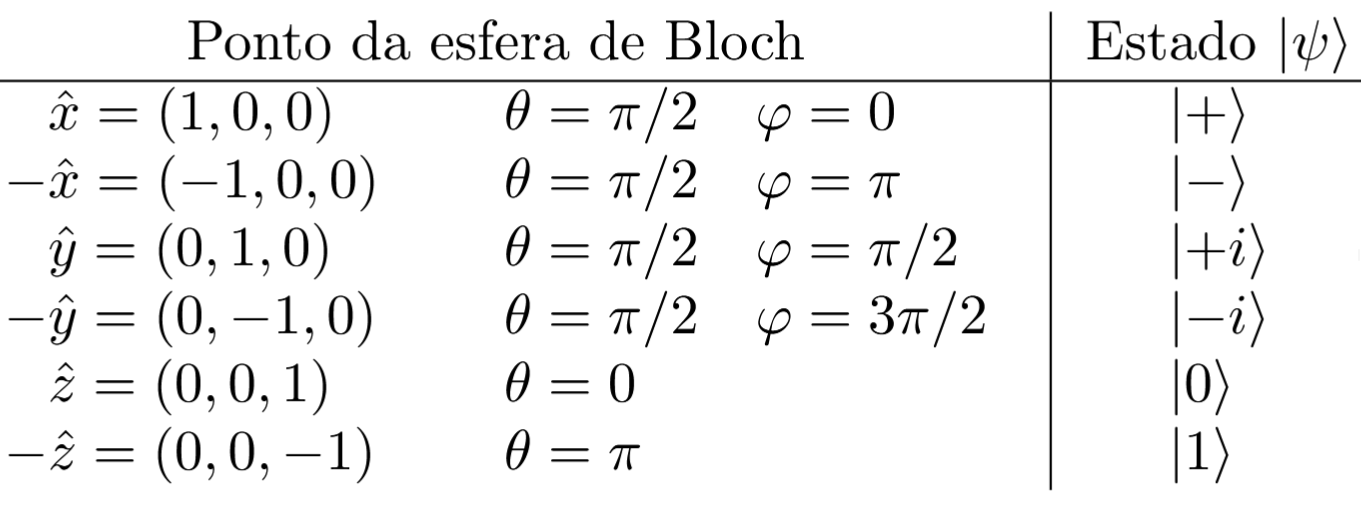 Ponto da esfera de Bloch Estado |ψ⟩
x̂ = (1, 0, 0) θ = π/2 φ = 0 |+⟩
−x̂ = (−1, 0, 0) θ = π/2 φ = π |−⟩
ŷ = (0, 1, 0) θ = π/2 φ = π/2 |+i⟩
−ŷ = (0, −1, 0) θ = π/2 φ = 3π/2 |−i⟩
ẑ = (0, 0, 1) θ = 0 |0⟩
−ẑ = (0, 0, −1) θ = π |1⟩